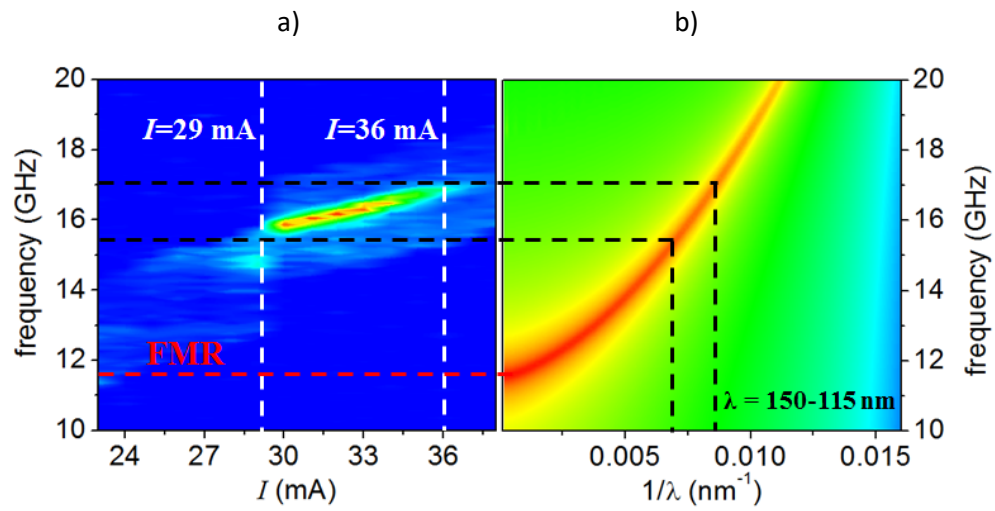 a)
b)
20
18
16
14
12
10
frequency (GHz)
I=29 mA
I=36 mA
FMR
24
27
30
33
36
I (mA)
20
18
16
14
12
10
frequency (GHz)
λ = 150-115 nm
0.005
0.010
0.015
1/λ (nm⁻¹)